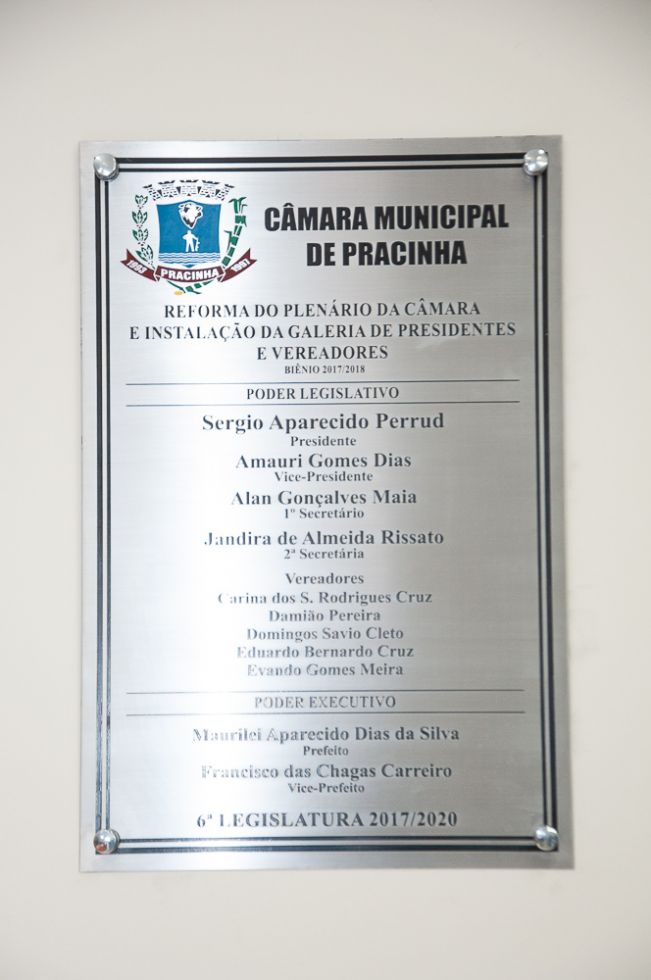 CÂMARA MUNICIPAL
DE PRACINHA
1993 PRACINHA 1997
REFORMA DO PLENÁRIO DA CÂMARA
E INSTALAÇÃO DA GALERIA DE PRESIDENTES
E VEREADORES
BIÊNIO 2017/2018
PODER LEGISLATIVO
Sergio Aparecido Perrud
Presidente
Amauri Gomes Dias
Vice-Presidente
Alan Gonçalves Maia
1º Secretário
Jandira de Almeida Rissato
2ª Secretária
Vereadores
Carina dos S. Rodrigues Cruz
Damião Pereira
Domingos Savio Cleto
Eduardo Bernardo Cruz
Evando Gomes Meira
PODER EXECUTIVO
Maurilei Aparecido Dias da Silva
Prefeito
Francisco das Chagas Carreiro
Vice-Prefeito
6ª LEGISLATURA 2017/2020